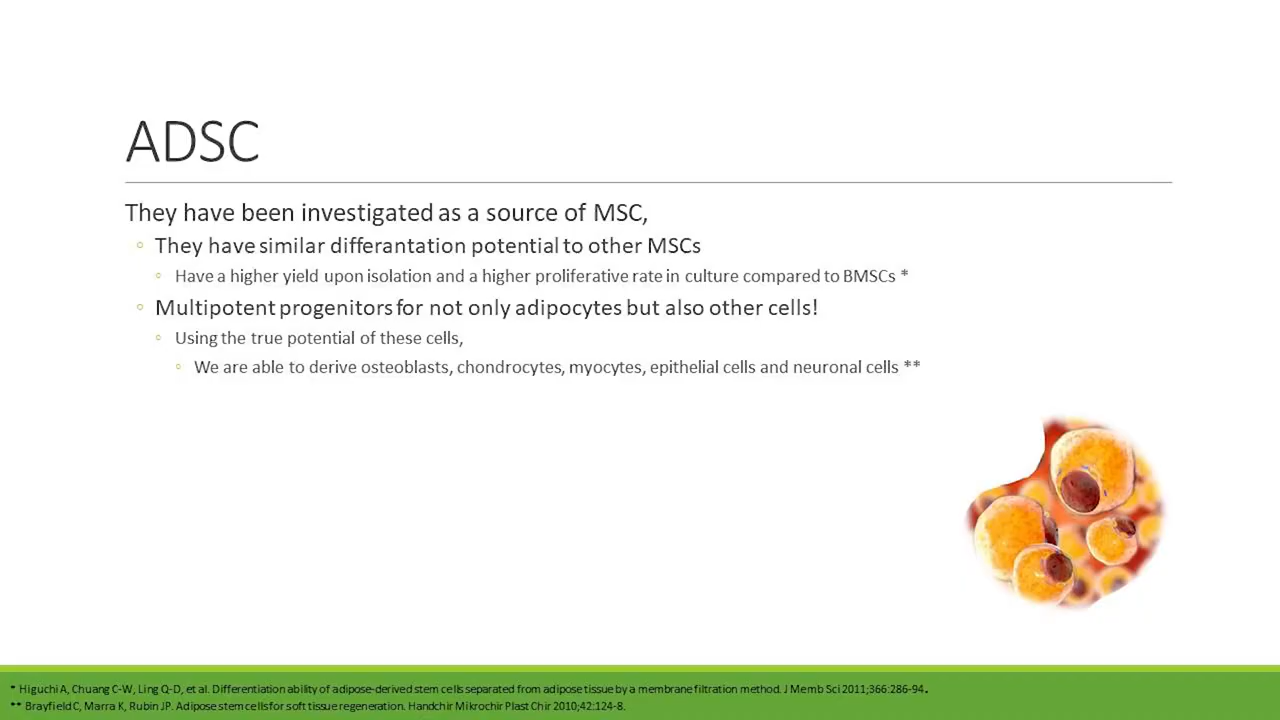 ADSC
They have been investigated as a source of MSC,
◦ They have similar differantation potential to other MSCs
◦ Have a higher yield upon isolation and a higher proliferative rate in culture compared to BMSCs *
◦ Multipotent progenitors for not only adipocytes but also other cells!
◦ Using the true potential of these cells,
◦ We are able to derive osteoblasts, chondrocytes, myocytes, epithelial cells and neuronal cells **
* Higuchi A, Chuang C-W, Ling Q-D, et al. Differentiation ability of adipose-derived stem cells separated from adipose tissue by a membrane filtration method. J Memb Sci 2011;366:286-94.
** Brayfield C, Marra K, Rubin JP. Adipose stem cells for soft tissue regeneration. Handchir Mikrochir Plast Chir 2010;42:124-8.